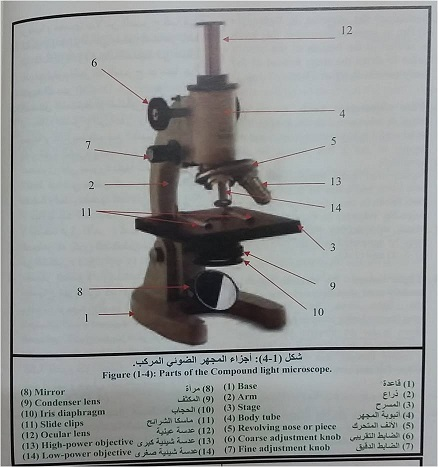 12
6
4
7
5
2
13
14
11
3
8
9
10
1
شكل (1-4): أجزاء المجهر الضوئي المركب.
Figure (1-4): Parts of the Compound light microscope.
(1) Base (1) قاعدة
(2) Arm (2) ذراع
(3) Stage (3) المسرح
(4) Body tube (4) أنبوبة المجهر
(5) Revolving nose or piece (5) الأنف المتحرك
(6) Coarse adjustment knob (6) الضابط التقريبي
(7) Fine adjustment knob (7) الضابط الدقيق
(8) Mirror (8) مرآة
(9) Condenser lens (9) المكثف
(10) Iris diaphragm (10) الحجاب
(11) Slide clips (11) ماسكا الشرائح
(12) Ocular lens (12) عدسة عينية
(13) High-power objective (13) عدسة شيئية كبرى
(14) Low-power objective (14) عدسة شيئية صغرى